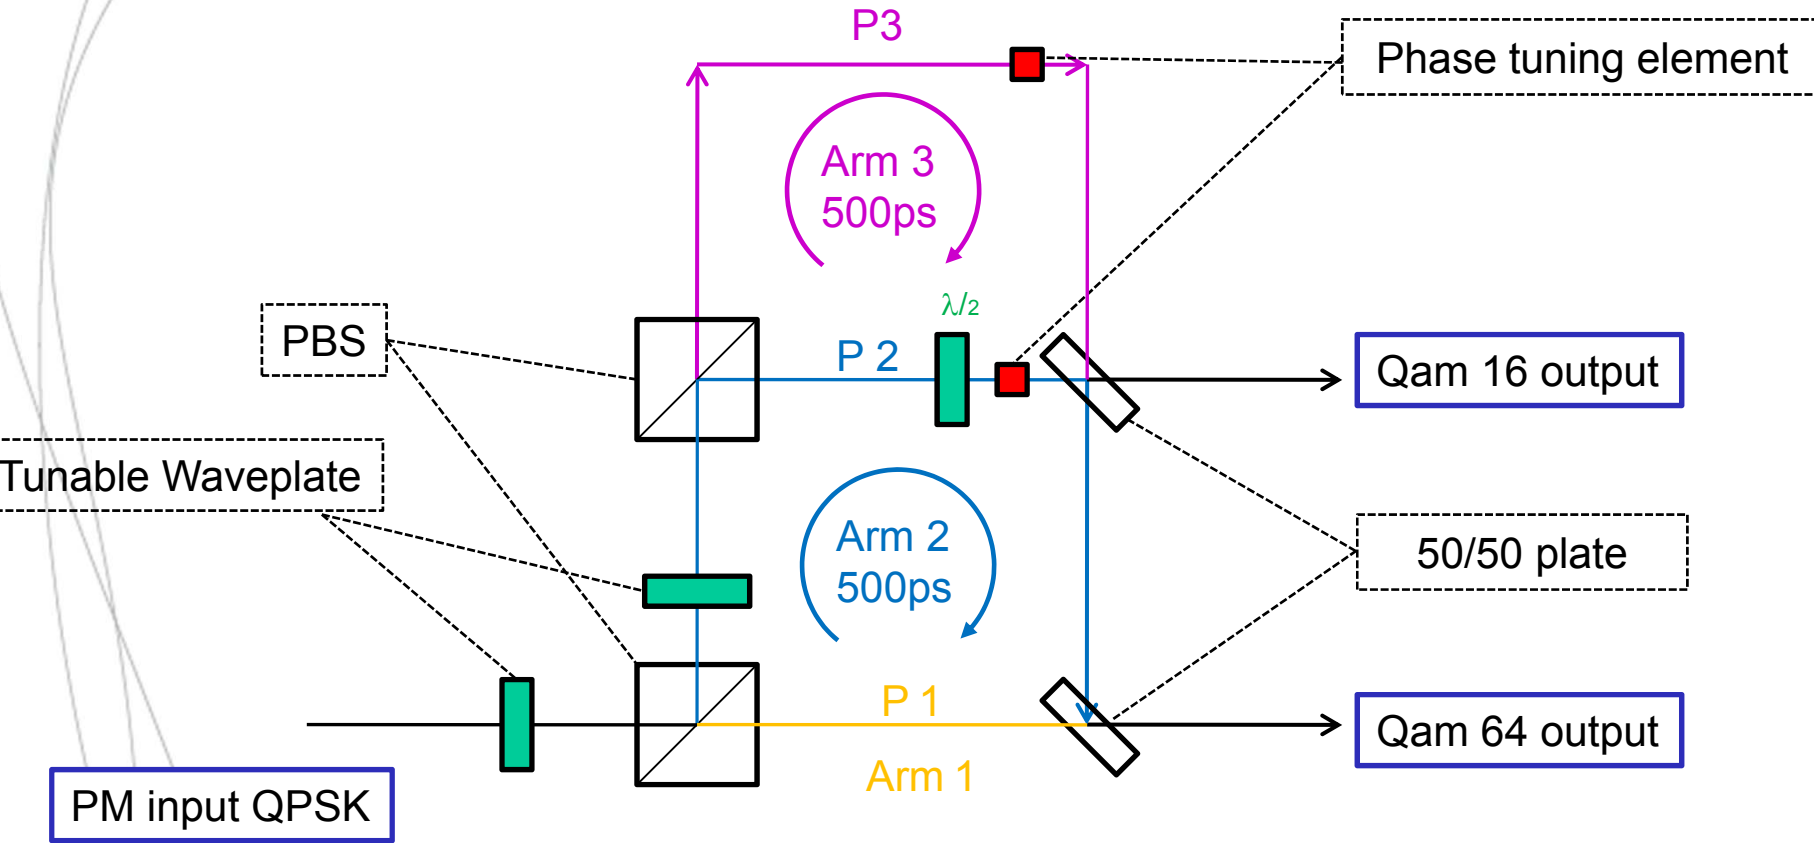 P3
Phase tuning element
Arm 3
500ps
λ/2
PBS
P 2
Qam 16 output
Tunable Waveplate
Arm 2
500ps
50/50 plate
P 1
Qam 64 output
Arm 1
PM input QPSK